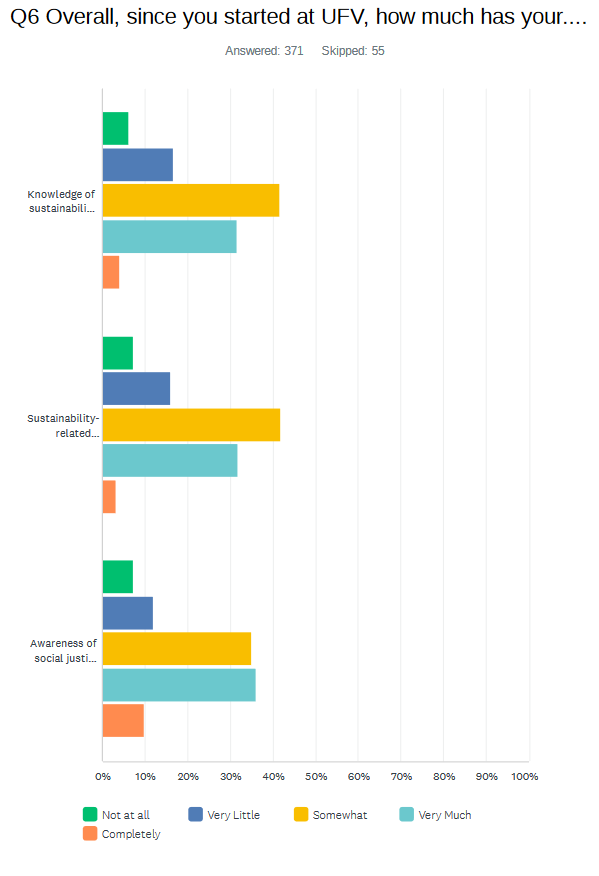 Q6 Overall, since you started at UFV, how much has your....
Answered: 371 Skipped: 55
Knowledge of
sustainabili...
Sustainability-
related...
Awareness of
social justi...
0% 10% 20% 30% 40% 50% 60% 70% 80% 90% 100%
Not at all Very Little Somewhat Very Much
Completely